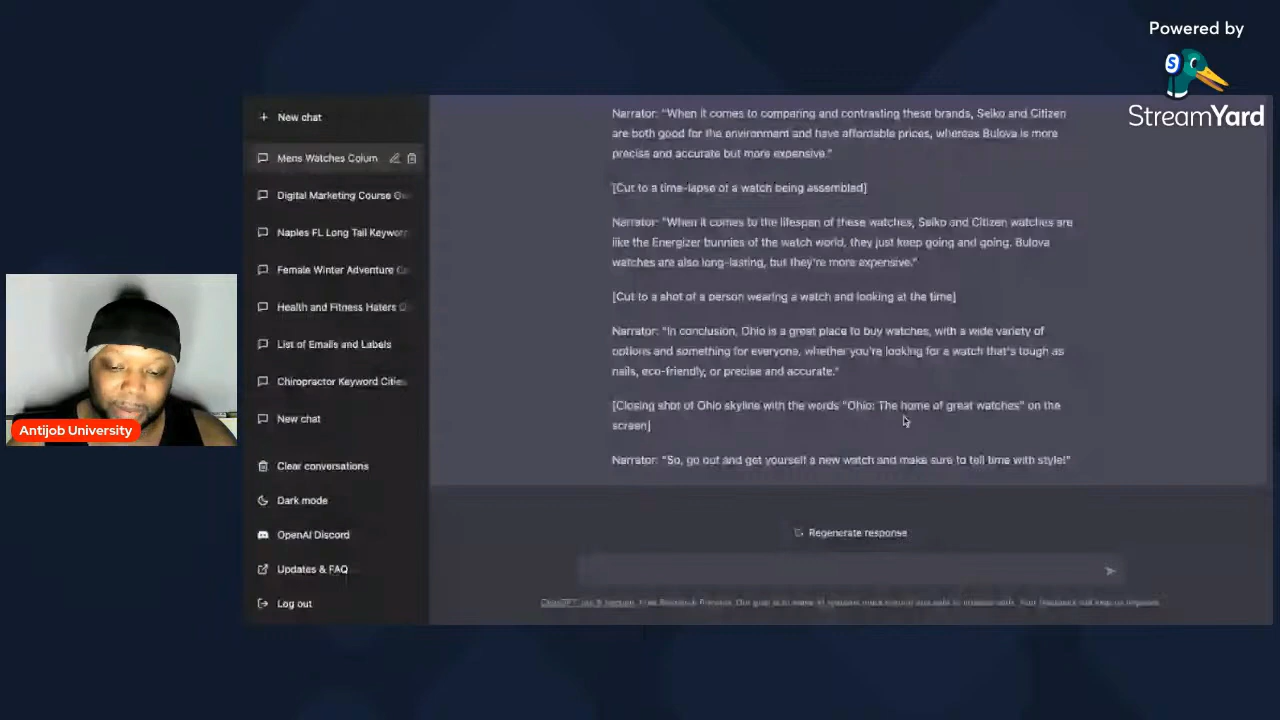 Powered by
S
StreamYard
New chat
Mens Watches Colum
Digital Marketing Course
Naples FL Long Tail Keywor
Female Winter Adventure
Health and Fitness Haters
List of Emails and Labels
Chiropractor Keyword Cities
New chat
Clear conversations
Dark mode
OpenAI Discord
Updates & FAQ
Log out
Narrator: "When it comes to comparing and contrasting these brands, Seiko and Citizen
are both good for the environment and have affordable prices, whereas Bulova is more
precise and accurate but more expensive."
[Cut to a time-lapse of a watch being assembled]
Narrator: "When it comes to the lifespan of these watches, Seiko and Citizen watches are
like the Energizer bunnies of the watch world, they just keep going and going. Bulova
watches are also long-lasting, but they're more expensive."
[Cut to a shot of a person wearing a watch and looking at the time]
Narrator: "In conclusion, Ohio is a great place to buy watches, with a wide variety of
options and something for everyone, whether you're looking for a watch that's tough as
nails, eco-friendly, or precise and accurate."
[Closing shot of Ohio skyline with the words "Ohio: The home of great watches" on the
screen]
Narrator: "So, go out and get yourself a new watch and make sure to tell time with style!"
Regenerate response
Antijob University